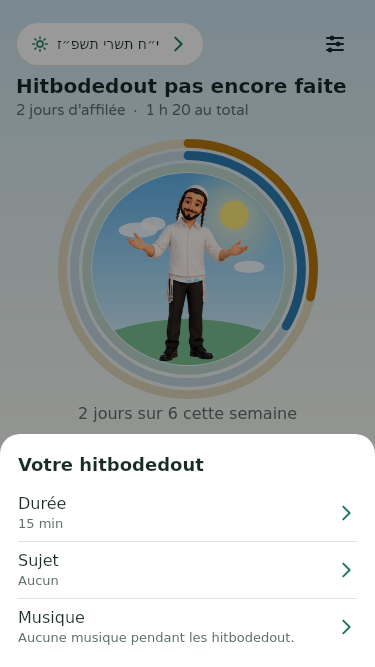 י״ח תשרי תשפ״ז
Hitbodedout pas encore faite
2 jours d'affilée · 1 h 20 au total
2 jours sur 6 cette semaine
Votre hitbodedout
Durée
15 min
Sujet
Aucun
Musique
Aucune musique pendant les hitbodedout.